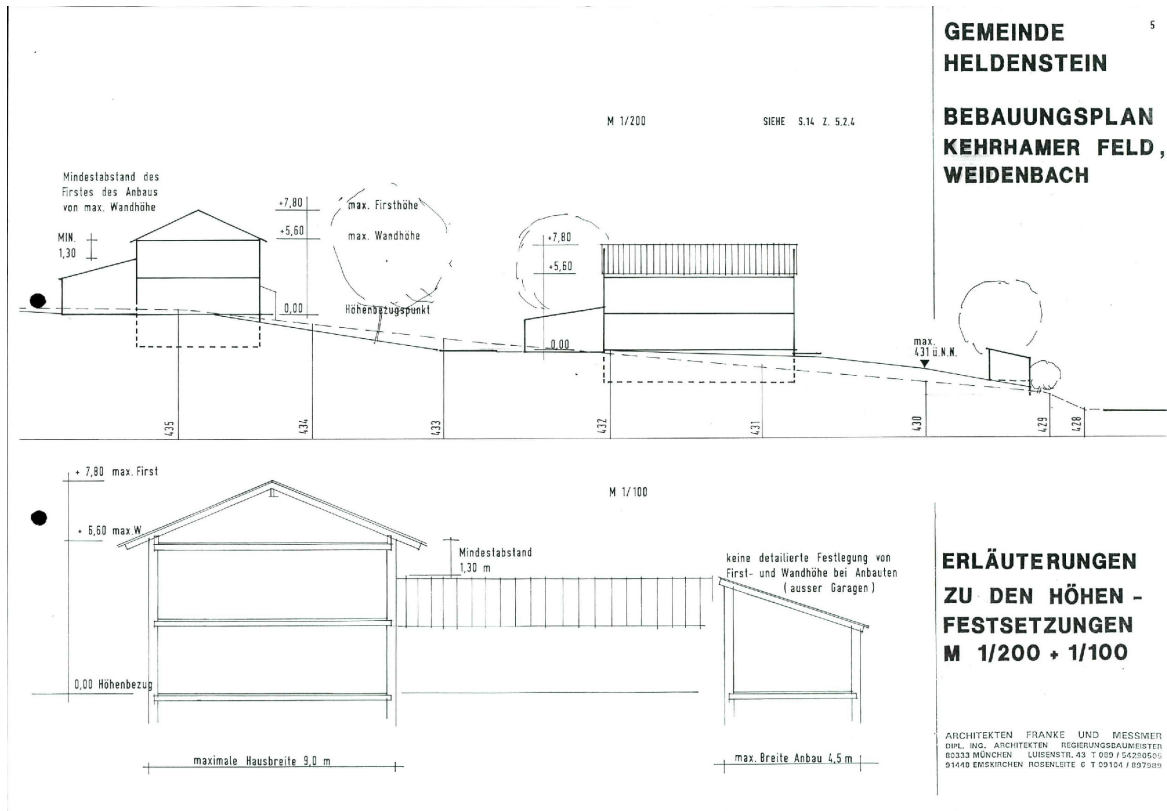 5
GEMEINDE
HELDENSTEIN
BEBAUUNGSPLAN
KEHRHAMER FELD,
WEIDENBACH
M 1/200
SIEHE S.14 Z. 5.2.4
Mindestabstand des
Firstes des Anbaus
von max. Wandhöhe
MIN.
1,30
+7,80
max. Firsthöhe
+5,60
max. Wandhöhe
0,00
Höhenbezugspunkt
+7,80
+5,60
0,00
max.
431 ü.N.N.
435
434
433
432
431
430
429
428
+ 7,80 max. First
M 1/100
+ 5,60 max.W
Mindestabstand
1,30 m
keine detailierte Festlegung von
First- und Wandhöhe bei Anbauten
( ausser Garagen )
0,00 Höhenbezug
maximale Hausbreite 9,0 m
max. Breite Anbau 4,5 m
ERLÄUTERUNGEN
ZU DEN HÖHEN -
FESTSETZUNGEN
M 1/200 + 1/100
ARCHITEKTEN FRANKE UND MESSMER
DIPL. ING. ARCHITEKTEN REGIERUNGSBAUMEISTER
80333 MÜNCHEN LUISENSTR. 43 T 089 / 54290505
91448 EMSKIRCHEN ROSENLEITE 6 T 09104 / 897989